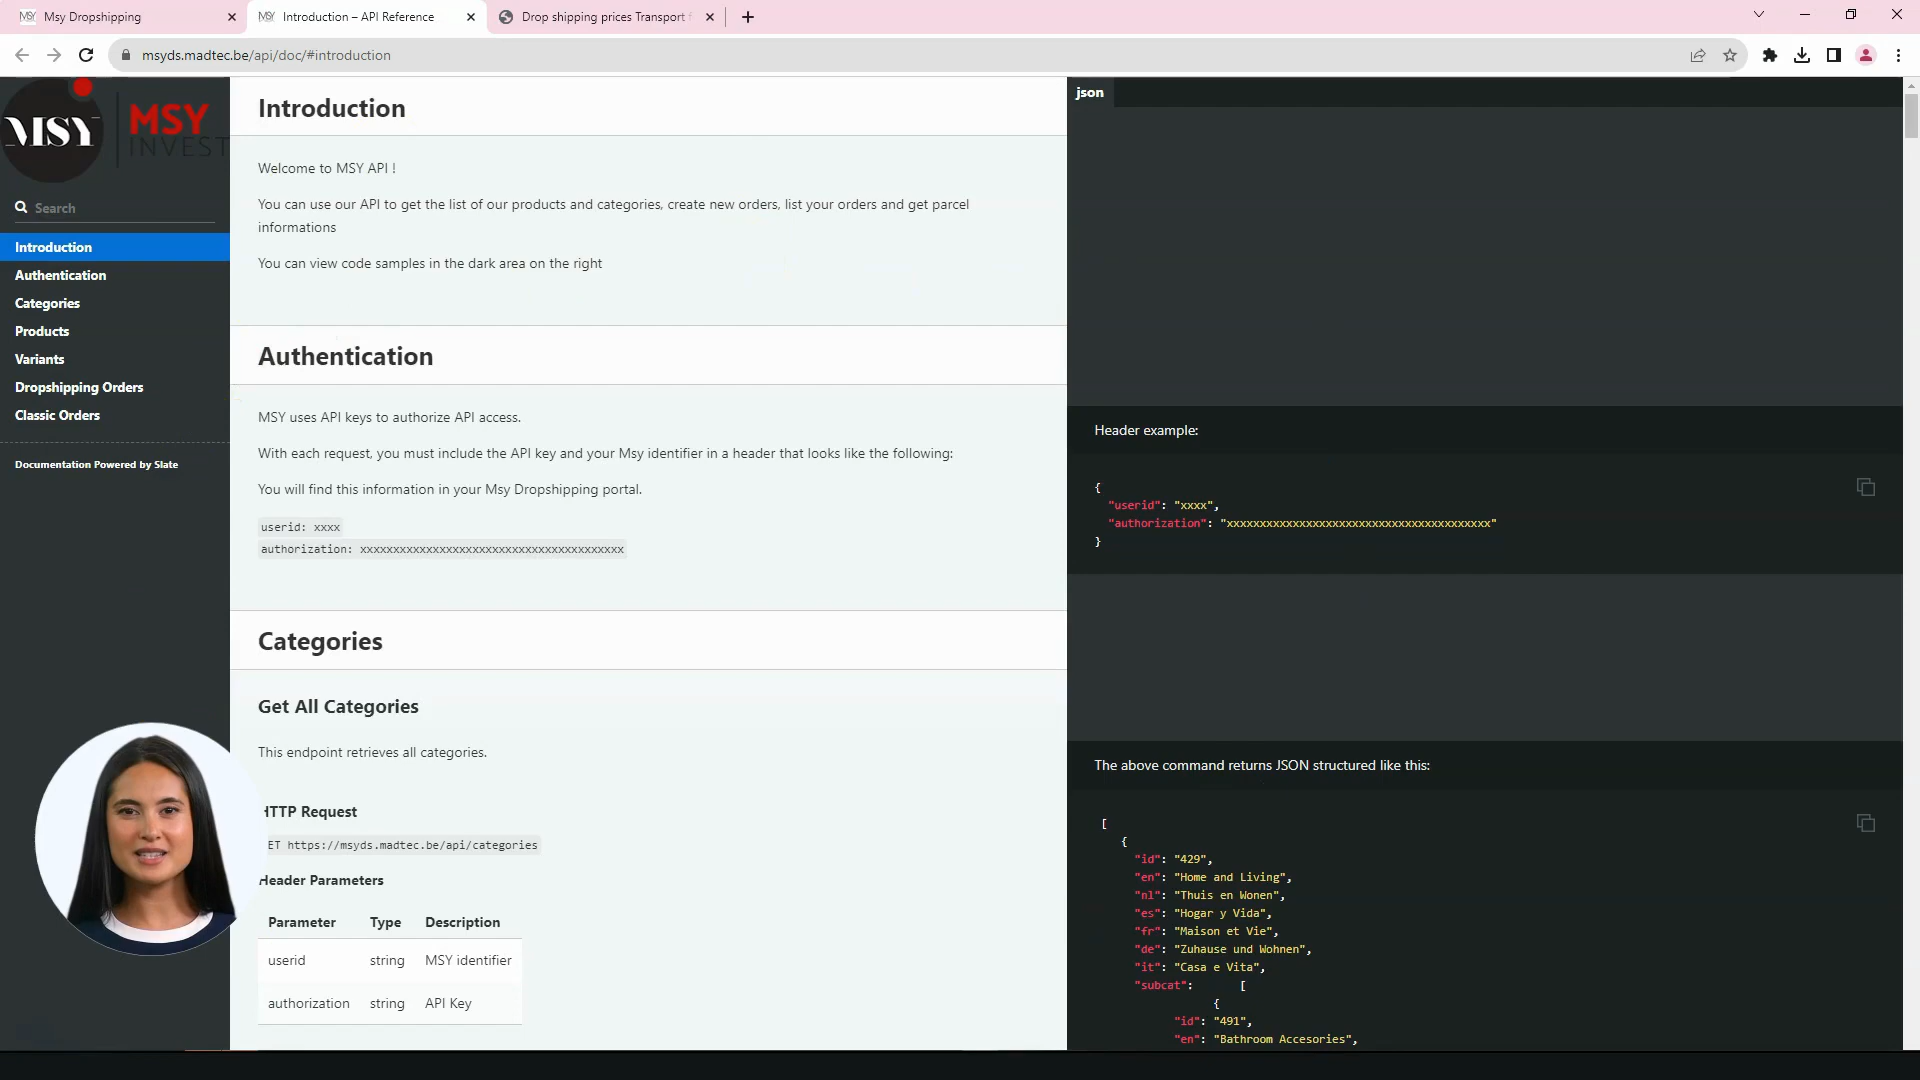 Msy Dropshipping
Introduction – API Reference
Drop shipping prices Transport f
msyds.madtec.be/api/doc/#introduction
MSY
MSY
INVEST
Search
Introduction
Authentication
Categories
Products
Variants
Dropshipping Orders
Classic Orders
Documentation Powered by Slate
Introduction
Welcome to MSY API !
You can use our API to get the list of our products and categories, create new orders, list your orders and get parcel
informations
You can view code samples in the dark area on the right
Authentication
MSY uses API keys to authorize API access.
With each request, you must include the API key and your Msy identifier in a header that looks like the following:
You will find this information in your Msy Dropshipping portal.
userid: xxxx
authorization: xxxxxxxxxxxxxxxxxxxxxxxxxxxxxxxxxxxxxxxx
Categories
Get All Categories
This endpoint retrieves all categories.
HTTP Request
ET https://msyds.madtec.be/api/categories
Header Parameters
Parameter Type Description
userid string MSY identifier
authorization string API Key
json
Header example:
{
"userid": "xxxx",
"authorization": "xxxxxxxxxxxxxxxxxxxxxxxxxxxxxxxxxxxxxxxx"
}
The above command returns JSON structured like this:
[
{
"id": "429",
"en": "Home and Living",
"nl": "Thuis en Wonen",
"es": "Hogar y Vida",
"fr": "Maison et Vie",
"de": "Zuhause und Wohnen",
"it": "Casa e Vita",
"subcat": [
{
"id": "491",
"en": "Bathroom Accesories",